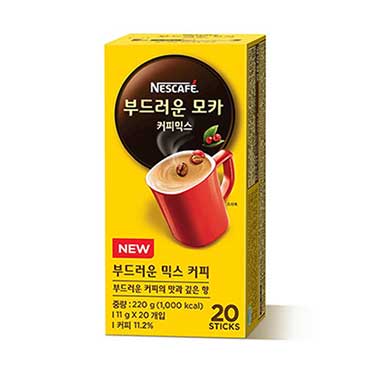 NESCAFÉ
부드러운 모카
커피믹스
NEW
부드러운 믹스 커피
부드러운 커피의 맛과 깊은 향
중량 : 220 g (1,000 kcal)
11 g X 20 개입
커피 11.2%
20
STICKS